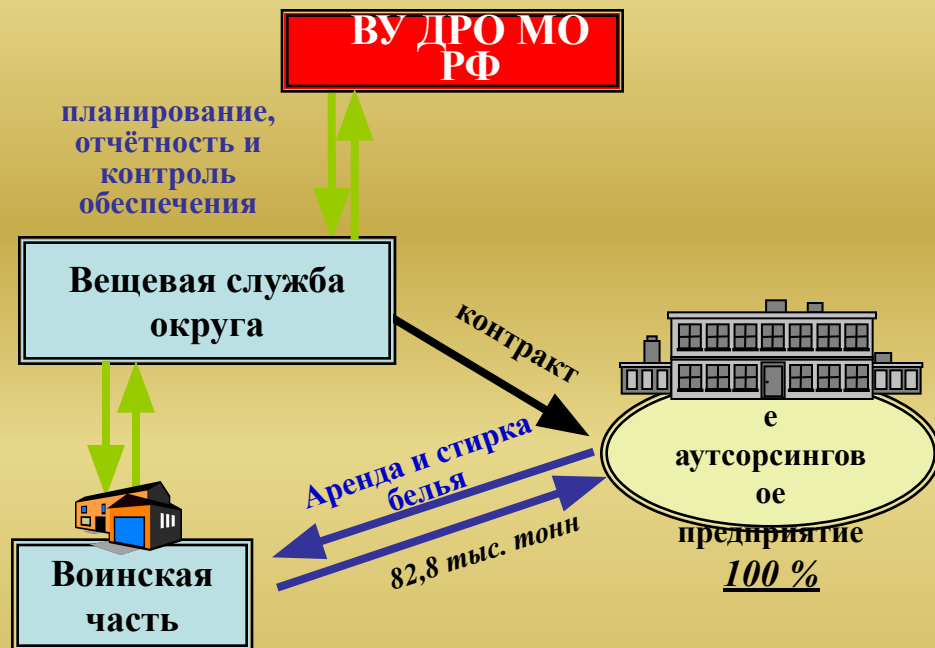 ВУ ДРО МО
РФ
планирование,
отчётность и
контроль
обеспечения
Вещевая служба
округа
контракт
е
аутсорсингов
ое
предприятие
100 %
Аренда и стирка
белья
82,8 тыс. тонн
Воинская
часть